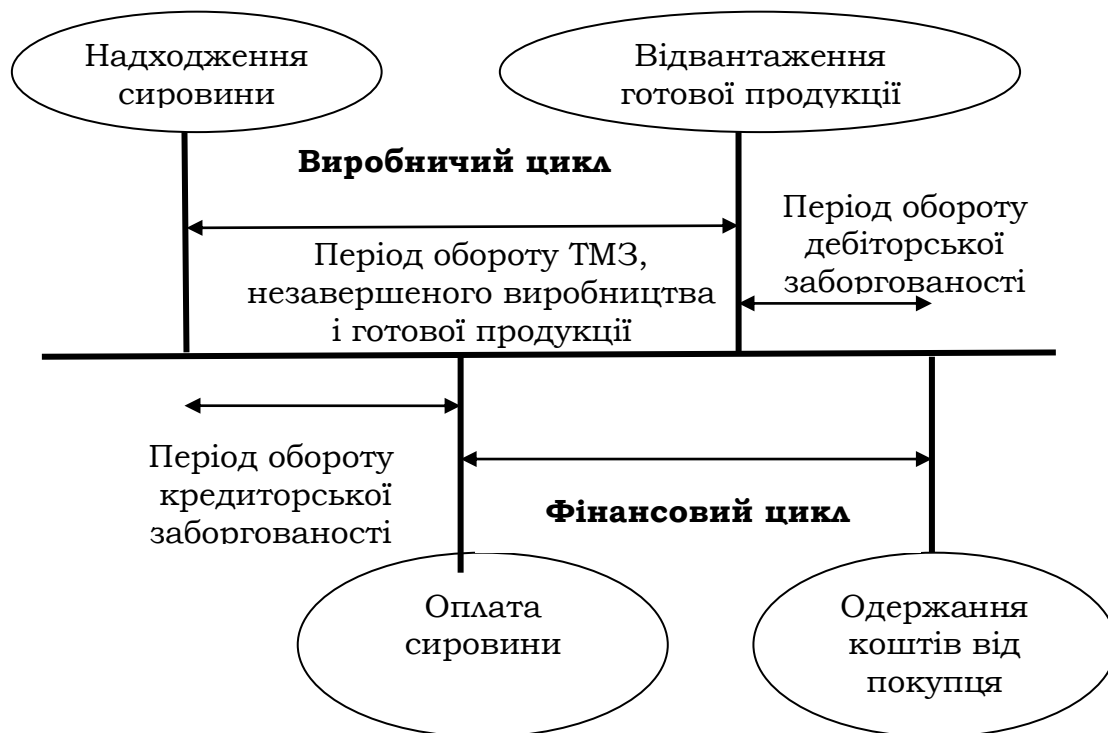 Надходження
сировини
Відвантаження
готової продукції
Виробничий цикл
Період обороту
дебіторської
заборгованості
Період обороту ТМЗ,
незавершеного виробництва
і готової продукції
Період обороту
кредиторської
заборгованості
Фінансовий цикл
Оплата
сировини
Одержання
коштів від
покупця